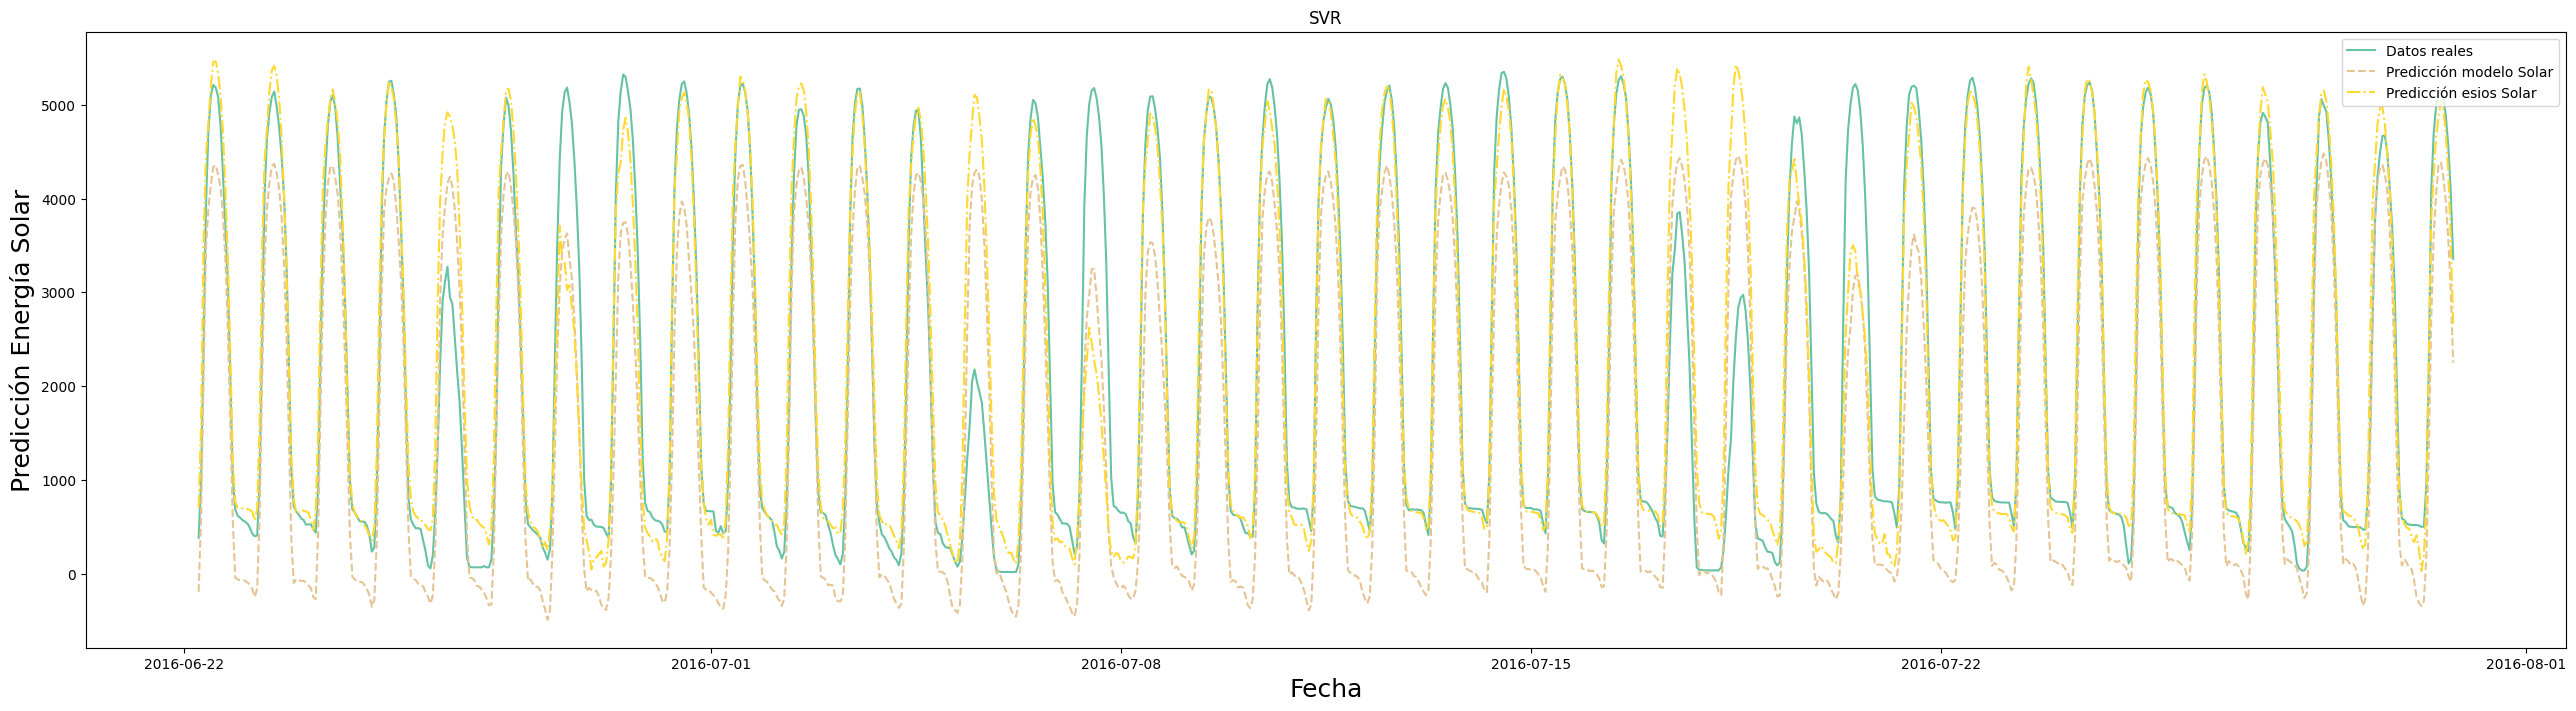 SVR
Datos reales
Predicción modelo Solar
Predicción esios Solar
Predicción Energía Solar
5000
4000
3000
2000
1000
0
2016-06-22
2016-07-01
2016-07-08
2016-07-15
2016-07-22
2016-08-01
Fecha